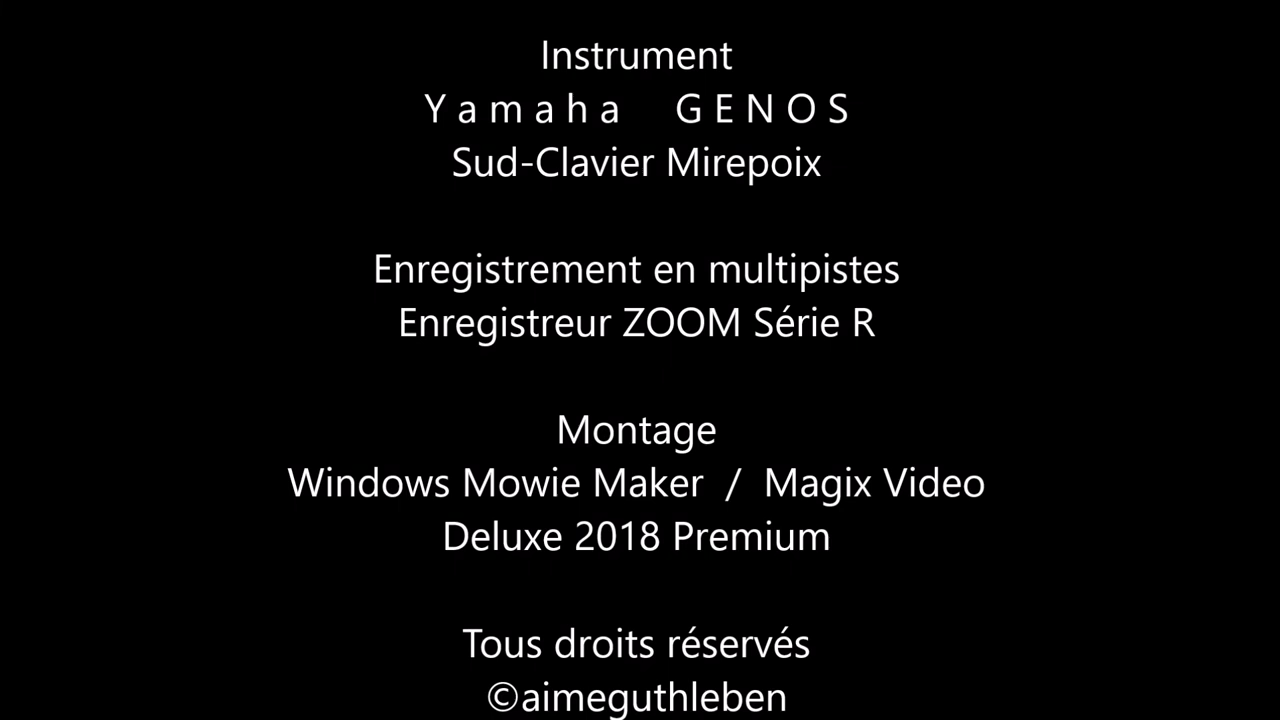 Instrument
Y a m a h a   G E N O S
Sud-Clavier Mirepoix
Enregistrement en multipistes
Enregistreur ZOOM Série R
Montage
Windows Mowie Maker / Magix Video
Deluxe 2018 Premium
Tous droits réservés
©aimeguthleben